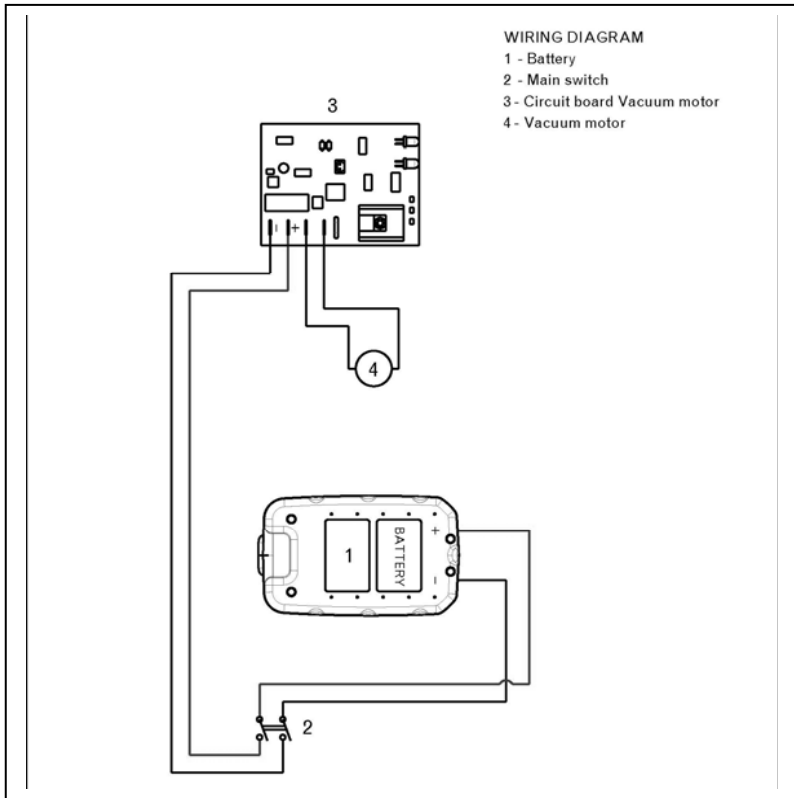 WIRING DIAGRAM
1 - Battery
2 - Main switch
3 - Circuit board Vacuum motor
4 - Vacuum motor
3
- +
4
+
1
BATTERY
-
2